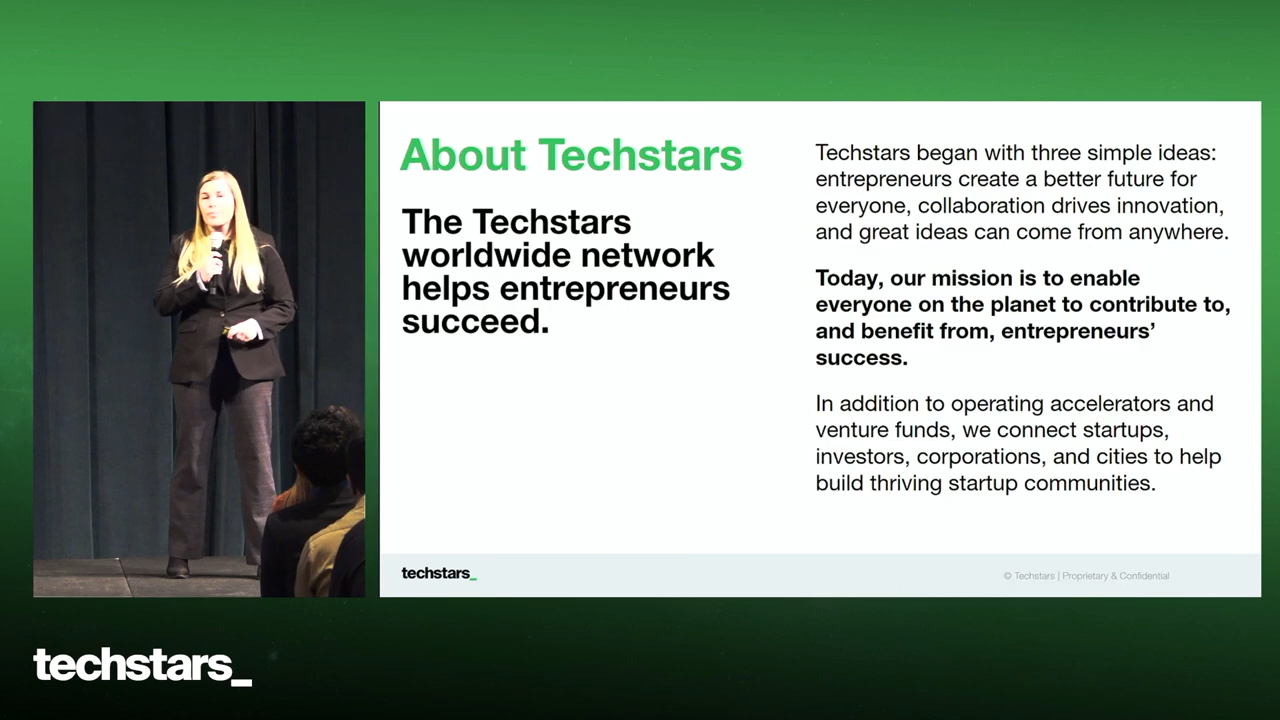 About Techstars
The Techstars
worldwide network
helps entrepreneurs
succeed.
Techstars began with three simple ideas:
entrepreneurs create a better future for
everyone, collaboration drives innovation,
and great ideas can come from anywhere.
Today, our mission is to enable
everyone on the planet to contribute to,
and benefit from, entrepreneurs’
success.
In addition to operating accelerators and
venture funds, we connect startups,
investors, corporations, and cities to help
build thriving startup communities.
techstars_
© Techstars | Proprietary & Confidential
techstars_